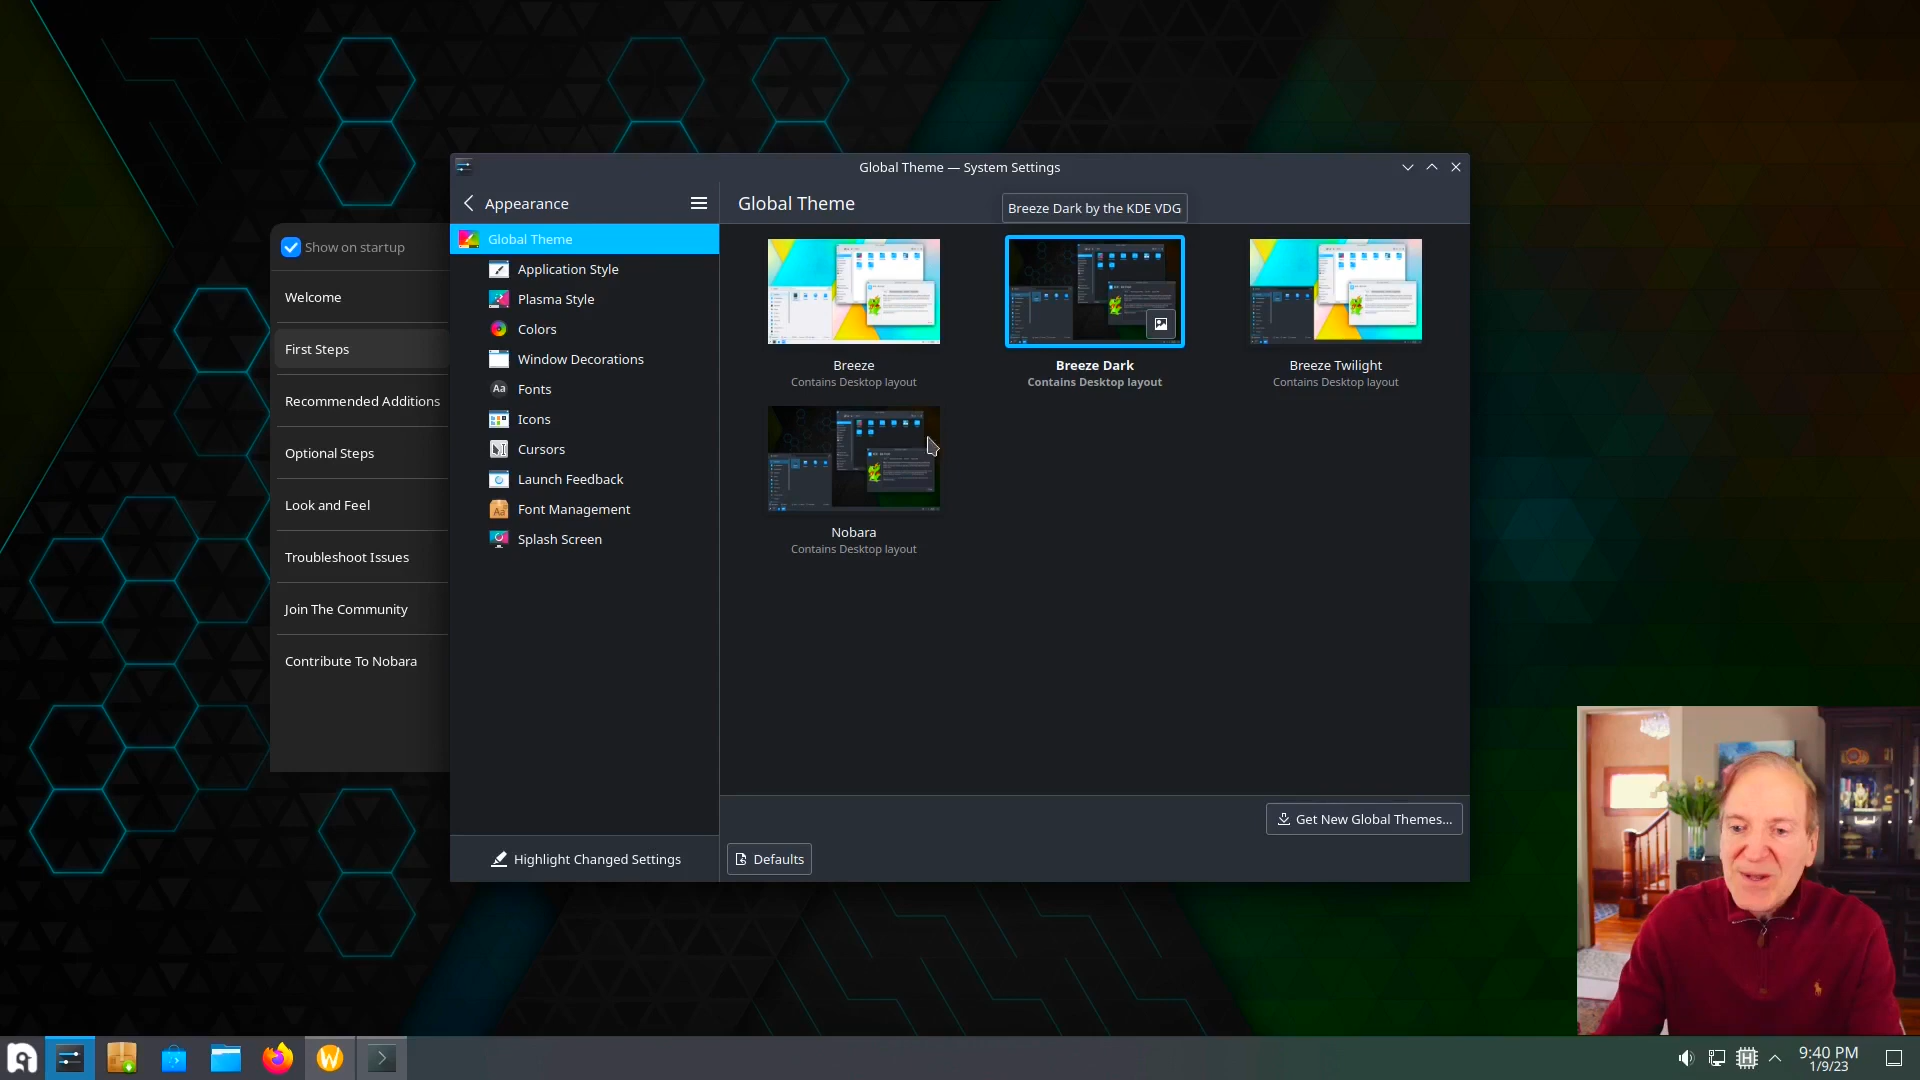 Global Theme — System Settings
Appearance
Global Theme
Breeze Dark by the KDE VDG
Show on startup
Welcome
First Steps
Recommended Additions
Optional Steps
Look and Feel
Troubleshoot Issues
Join The Community
Contribute To Nobara
Global Theme
Application Style
Plasma Style
Colors
Window Decorations
Fonts
Icons
Cursors
Launch Feedback
Font Management
Splash Screen
Highlight Changed Settings
Breeze
Contains Desktop layout
Breeze Dark
Contains Desktop layout
Breeze Twilight
Contains Desktop layout
Nobara
Contains Desktop layout
Get New Global Themes...
Defaults
W
H
9:40 PM
1/9/23